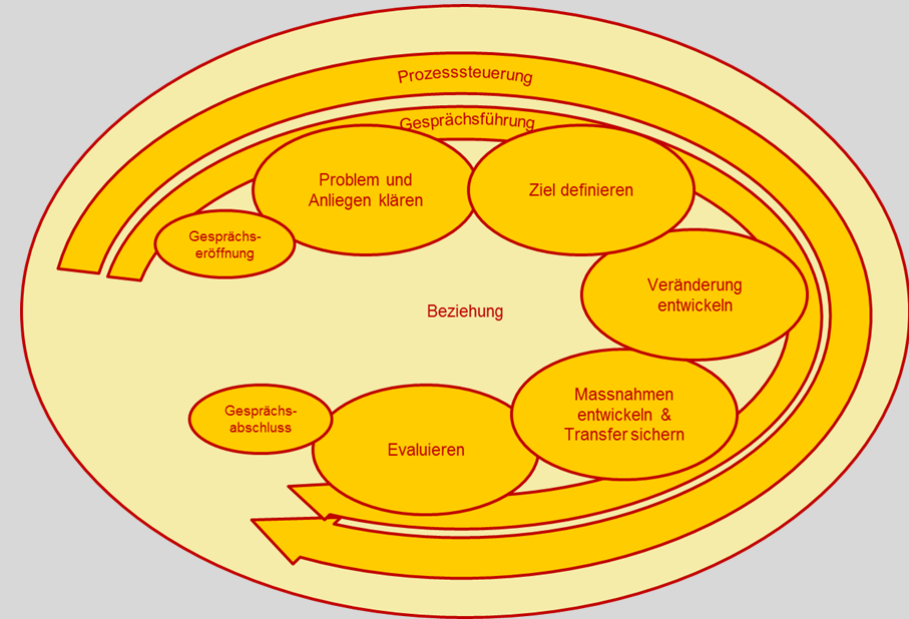 Prozesssteuerung
Gesprächsführung
Problem und
Anliegen klären
Ziel definieren
Gesprächs-
eröffnung
Veränderung
entwickeln
Beziehung
Massnahmen
entwickeln &
Transfer sichern
Gesprächs-
abschluss
Evaluieren